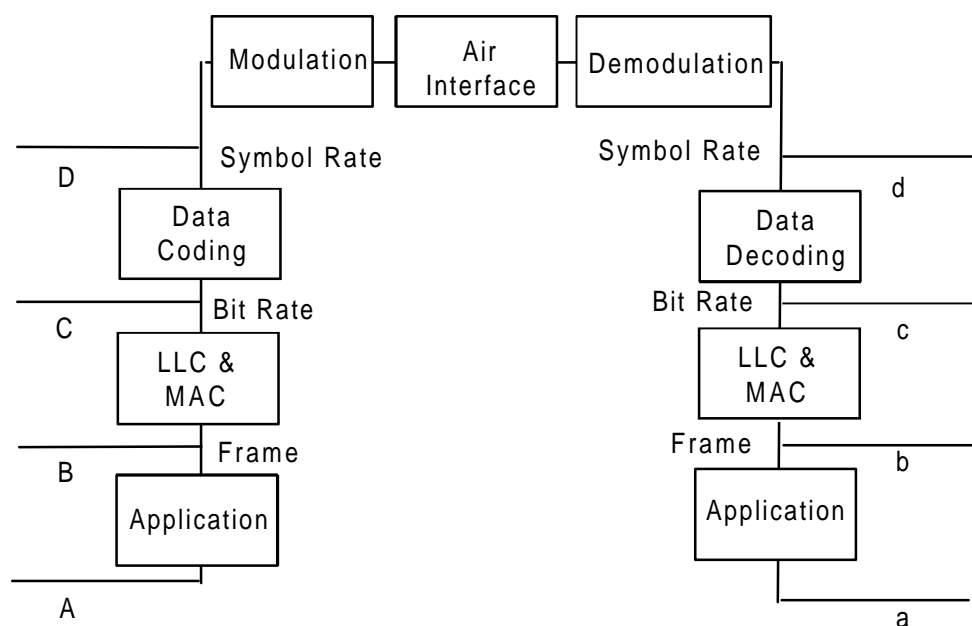 Modulation
Air
Interface
Demodulation
Symbol Rate
D
Data
Coding
Bit Rate
C
LLC &
MAC
Frame
B
Application
A
Symbol Rate
d
Data
Decoding
Bit Rate
c
LLC &
MAC
Frame
b
Application
a